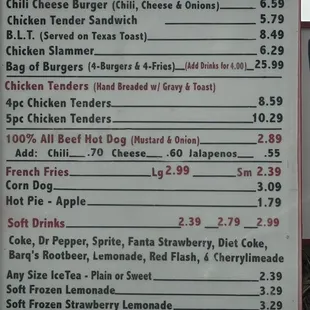 Chili Cheese Burger (Chili, Cheese & Onions) 6.59
Chicken Tender Sandwich 5.79
B.L.T. (Served on Texas Toast) 8.49
Chicken Slammer 6.29
Bag of Burgers (4-Burgers & 4-Fries) (Add Drinks for 4.00) 25.99
Chicken Tenders (Hand Breaded w/ Gravy & Toast)
4pc Chicken Tenders 8.59
5pc Chicken Tenders 10.29
100% All Beef Hot Dog (Mustard & Onion) 2.89
Add: Chili .70 Cheese .60 Jalapenos .55
French Fries Lg 2.99 Sm 2.39
Corn Dog 3.09
Hot Pie - Apple 1.79
Soft Drinks 2.39 2.79 2.99
Coke, Dr Pepper, Sprite, Fanta Strawberry, Diet Coke,
Barq's Rootbeer, Lemonade, Red Flash, & Cherrylimeade
Any Size IceTea - Plain or Sweet 2.39
Soft Frozen Lemonade 3.29
Soft Frozen Strawberry Lemonade 3.29